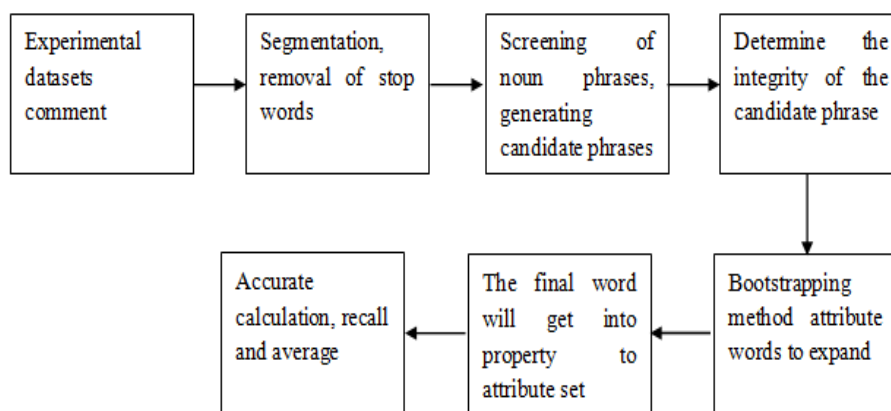 Experimental
datasets
comment
Segmentation,
removal of stop
words
Screening of
noun phrases,
generating
candidate phrases
Determine the
integrity of the
candidate phrase
Bootstrapping
method attribute
words to expand
The final word
will get into
property to
attribute set
Accurate
calculation, recall
and average